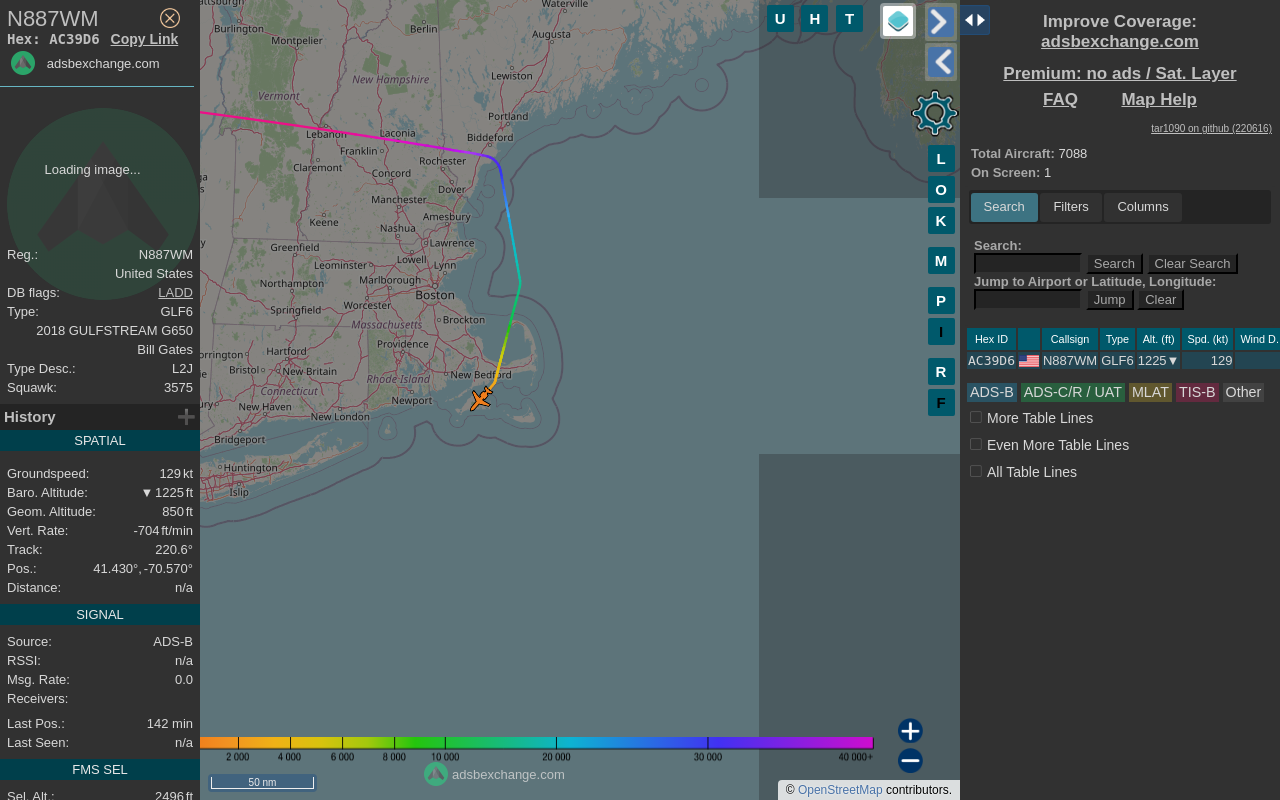 N887WM
Hex: AC39D6 Copy Link
adsbexchange.com
Loading image...
Reg.: N887WM
United States
DB flags: LADD
Type: GLF6
2018 GULFSTREAM G650
Bill Gates
Type Desc.: L2J
Squawk: 3575
History
SPATIAL
Groundspeed: 129 kt
Baro. Altitude: ▼ 1225 ft
Geom. Altitude: 850 ft
Vert. Rate: -704 ft/min
Track: 220.6°
Pos.: 41.430°, -70.570°
Distance: n/a
SIGNAL
Source: ADS-B
RSSI: n/a
Msg. Rate: 0.0
Receivers:
Last Pos.: 142 min
Last Seen: n/a
FMS SEL
Sel. Alt.: 2496 ft
Waterville
Burlington
Berlin
Augusta
Montpelier
Lewiston
New Hampshire
Vermont
Portland
Lebanon
Laconia
Biddeford
Franklin
Rochester
Claremont
Concord
Dover
Manchester
Amesbury
Keene
Nashua
Greenfield
Lawrence
Lowell
Leominster
Lynn
Northampton
Marlborough
Boston
Worcester
Springfield
Brockton
Massachusetts
Providence
Hartford
Bristol
New Britain
New Bedford
Rhode Island
Connecticut
Newport
New Haven
New London
Bridgeport
Huntington
Islip
2 000 4 000 6 000 8 000 10 000 20 000 30 000 40 000+
adsbexchange.com
50 nm
© OpenStreetMap contributors.
U H T
L
O
K
M
P
I
R
F
Improve Coverage:
adsbexchange.com
Premium: no ads / Sat. Layer
FAQ Map Help
tar1090 on github (220616)
Total Aircraft: 7088
On Screen: 1
Search Filters Columns
Search:
Search Clear Search
Jump to Airport or Latitude, Longitude:
Jump Clear
Hex ID Callsign Type Alt. (ft) Spd. (kt) Wind D.
AC39D6 N887WM GLF6 1225▼ 129
ADS-B ADS-C/R / UAT MLAT TIS-B Other
More Table Lines
Even More Table Lines
All Table Lines